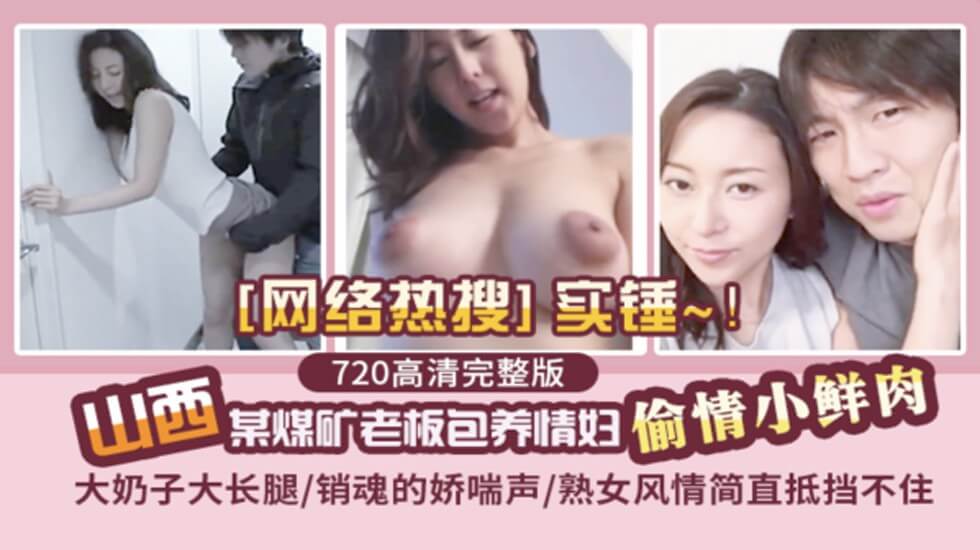 [网络热搜] 实锤~!
720高清完整版
山西某煤矿老板包养情妇偷情小鲜肉
大奶子大长腿/销魂的娇喘声/熟女风情简直抵挡不住